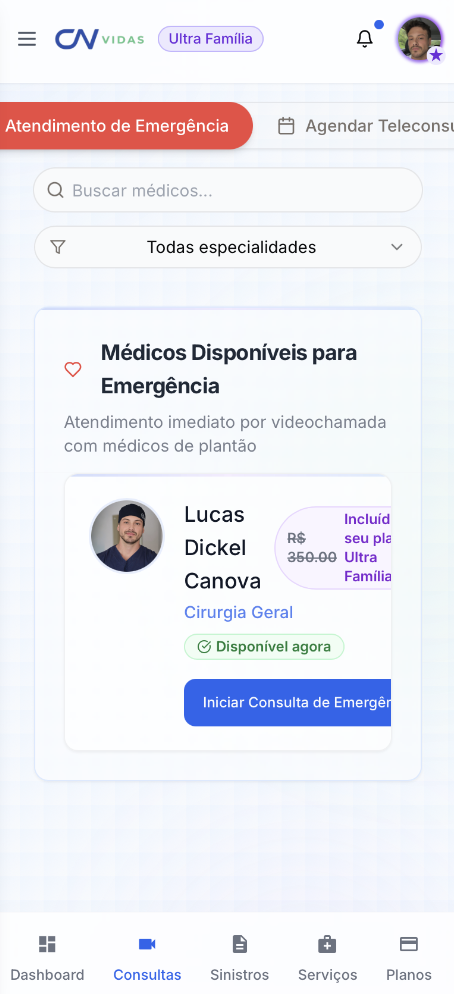 CNVIDAS
Ultra Família
Atendimento de Emergência
Agendar Teleconsu
Buscar médicos...
Todas especialidades
Médicos Disponíveis para
Emergência
Atendimento imediato por videochamada
com médicos de plantão
Lucas
Dickel
Canova
R$
350.00
Incluíd
seu pla
Ultra
Família
Cirurgia Geral
Disponível agora
Iniciar Consulta de Emergên
Dashboard
Consultas
Sinistros
Serviços
Planos